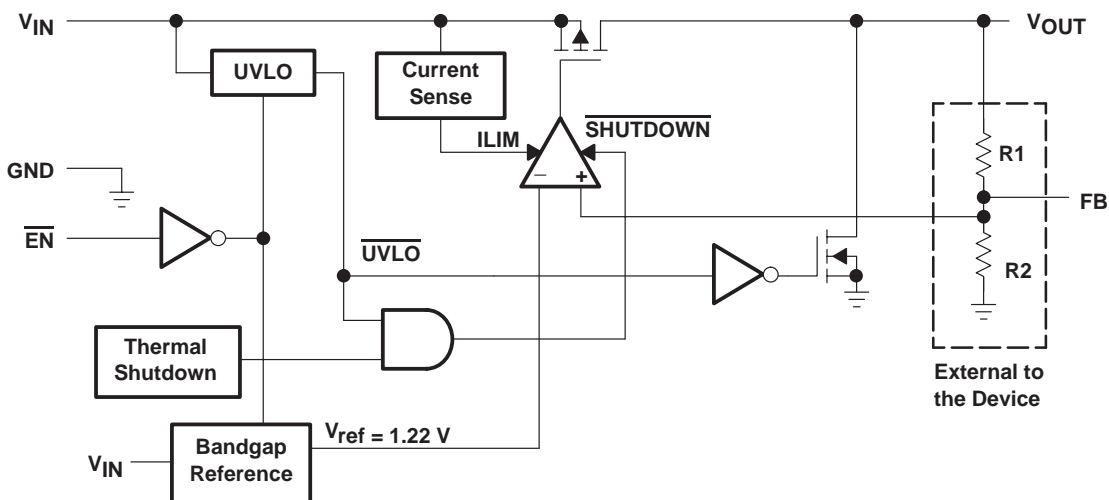 VIN
VOUT
UVLO
Current
Sense
SHUTDOWN
ILIM
R1
GND
− +
FB
EN
UVLO
R2
Thermal
Shutdown
External to
the Device
Vref = 1.22 V
Bandgap
Reference
VIN